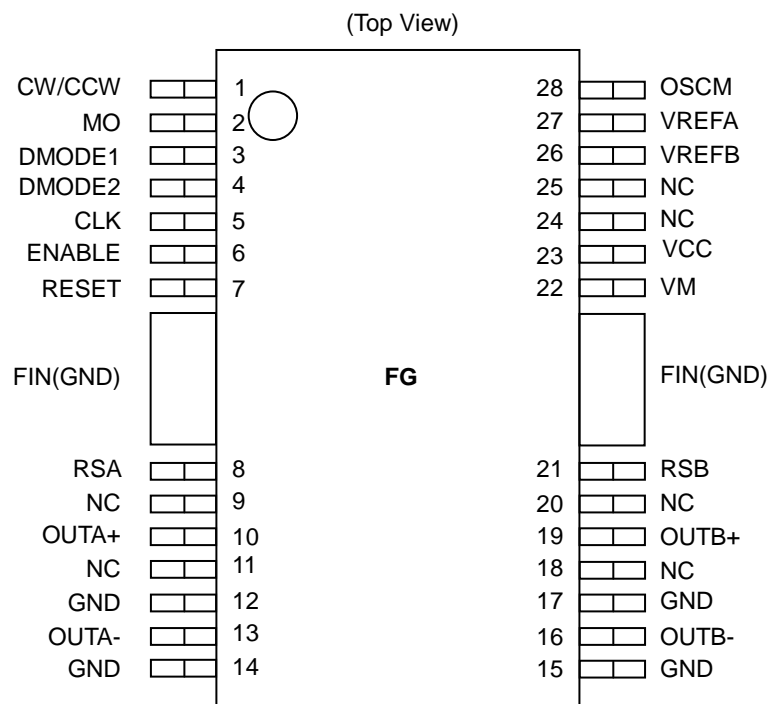 (Top View)
CW/CCW 1 28 OSCM
MO 2 27 VREFA
DMODE1 3 26 VREFB
DMODE2 4 25 NC
CLK 5 24 NC
ENABLE 6 23 VCC
RESET 7 22 VM
FIN(GND) FG FIN(GND)
RSA 8 21 RSB
NC 9 20 NC
OUTA+ 10 19 OUTB+
NC 11 18 NC
GND 12 17 GND
OUTA- 13 16 OUTB-
GND 14 15 GND